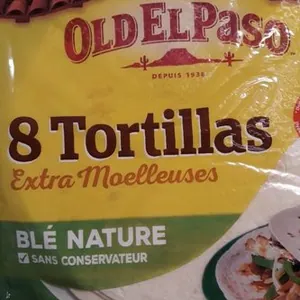 OLD EL PASO
DEPUIS 1938
8 Tortillas
Extra Moelleuses
BLÉ NATURE
SANS CONSERVATEUR